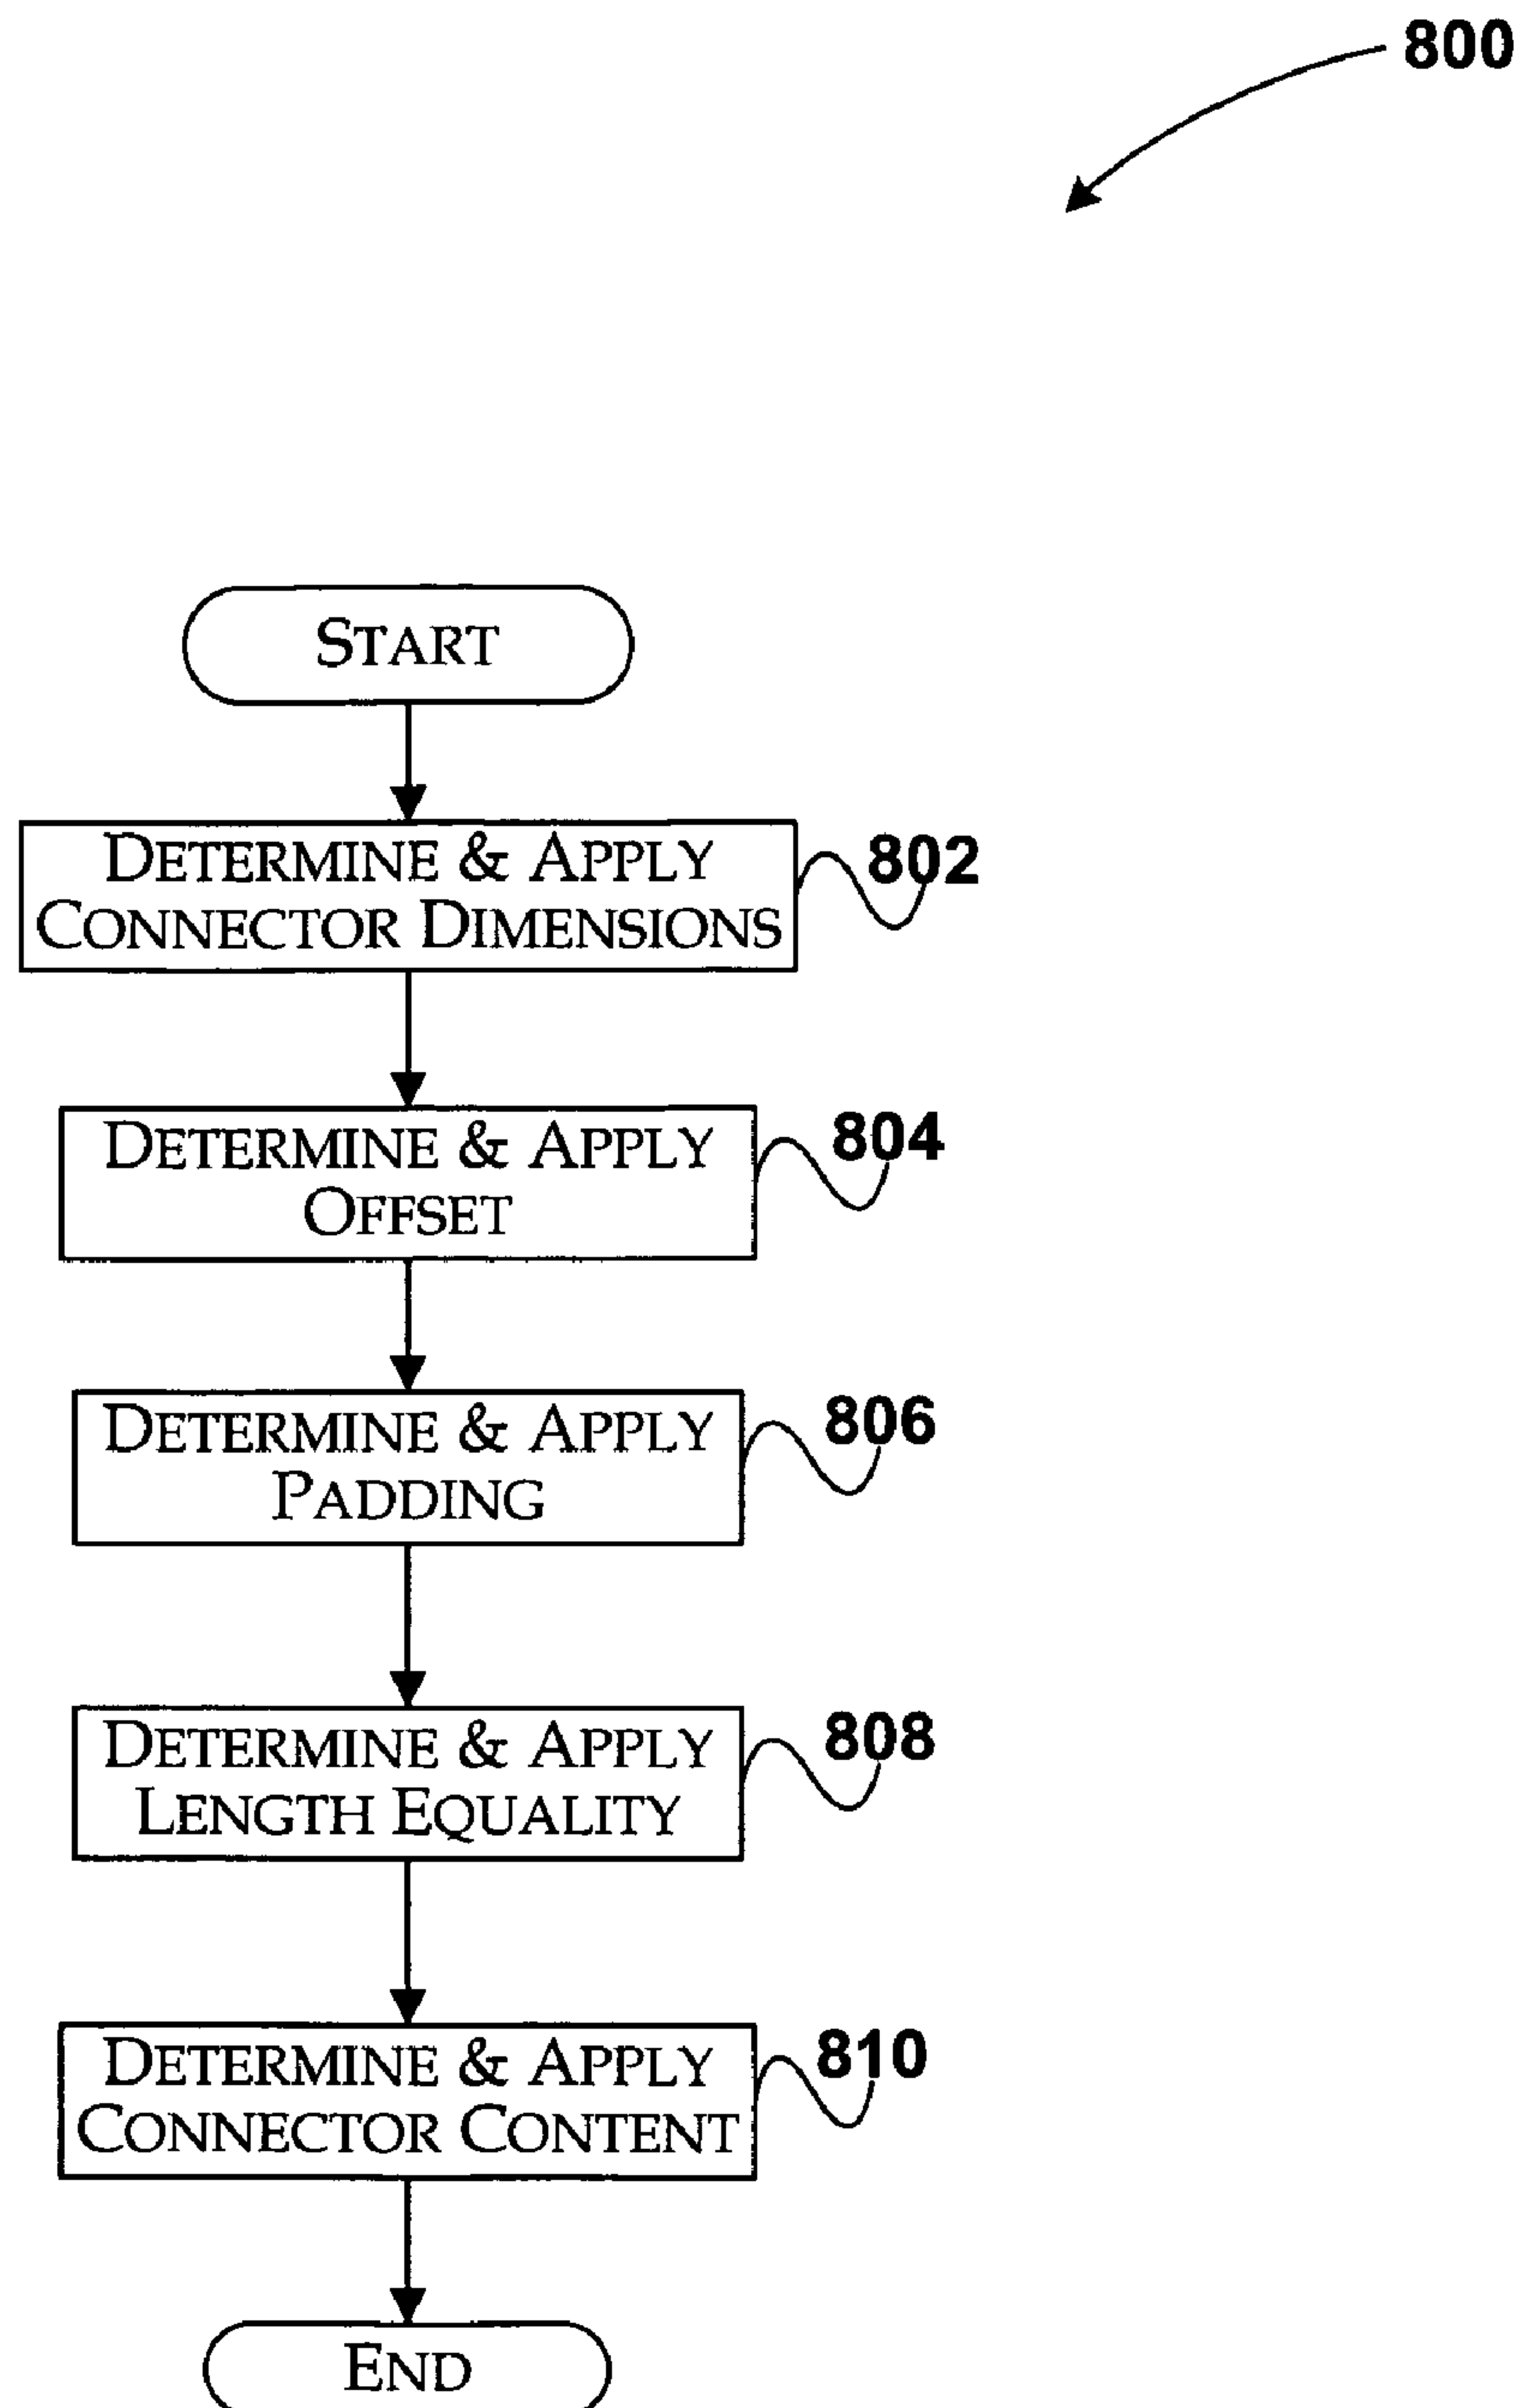 800
START
DETERMINE & APPLY
CONNECTOR DIMENSIONS
802
DETERMINE & APPLY
OFFSET
804
DETERMINE & APPLY
PADDING
806
DETERMINE & APPLY
LENGTH EQUALITY
808
DETERMINE & APPLY
CONNECTOR CONTENT
810
END